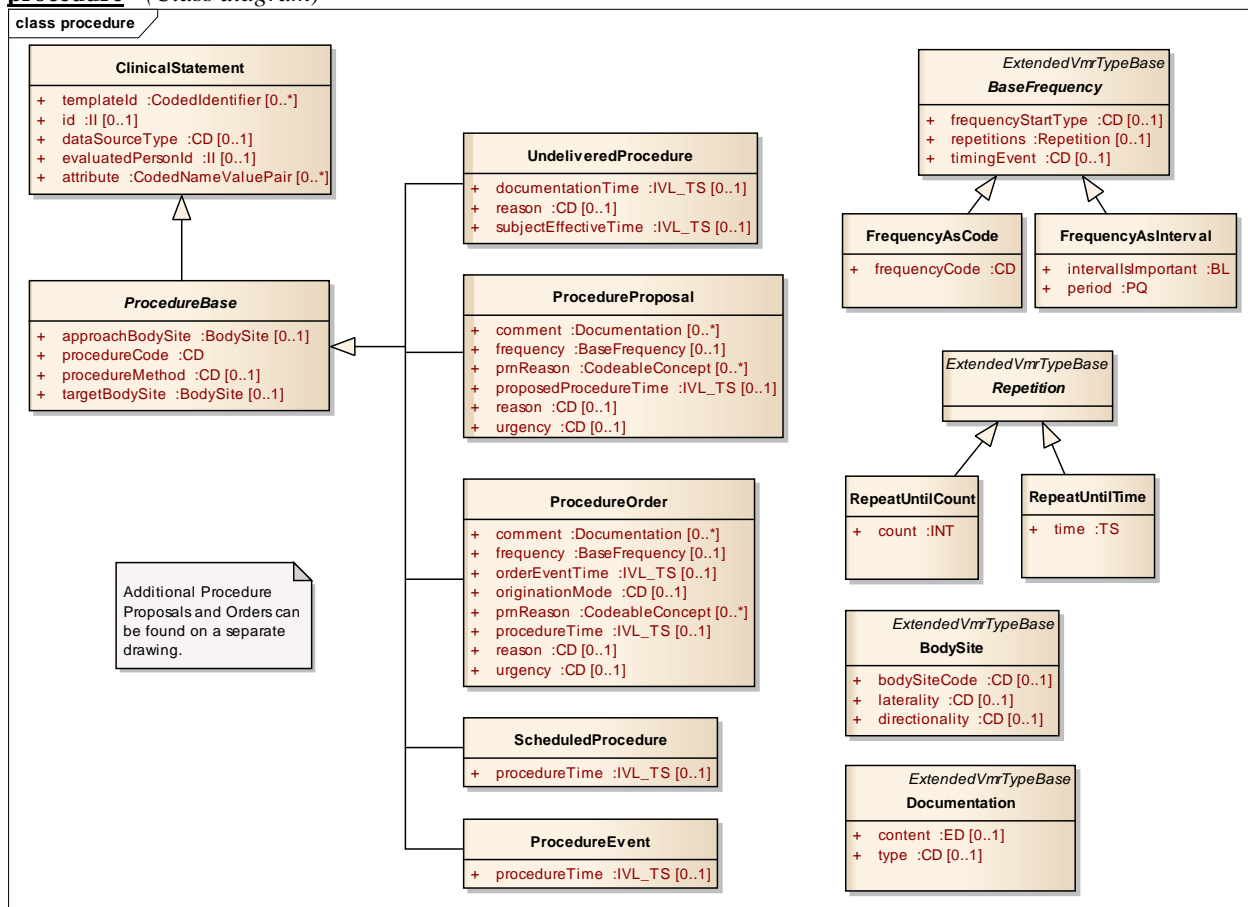 procedure (Class diagram)
class procedure
ClinicalStatement
+ templateId :CodedIdentifier [0..*]
+ id :II [0..1]
+ dataSourceType :CD [0..1]
+ evaluatedPersonId :II [0..1]
+ attribute :CodedNameValuePair [0..*]
ProcedureBase
+ approachBodySite :BodySite [0..1]
+ procedureCode :CD
+ procedureMethod :CD [0..1]
+ targetBodySite :BodySite [0..1]
Additional Procedure
Proposals and Orders can
be found on a separate
drawing.
UndeliveredProcedure
+ documentationTime :IVL_TS [0..1]
+ reason :CD [0..1]
+ subjectEffectiveTime :IVL_TS [0..1]
ProcedureProposal
+ comment :Documentation [0..*]
+ frequency :BaseFrequency [0..1]
+ prnReason :CodeableConcept [0..*]
+ proposedProcedureTime :IVL_TS [0..1]
+ reason :CD [0..1]
+ urgency :CD [0..1]
ProcedureOrder
+ comment :Documentation [0..*]
+ frequency :BaseFrequency [0..1]
+ orderEventTime :IVL_TS [0..1]
+ originationMode :CD [0..1]
+ prnReason :CodeableConcept [0..*]
+ procedureTime :IVL_TS [0..1]
+ reason :CD [0..1]
+ urgency :CD [0..1]
ScheduledProcedure
+ procedureTime :IVL_TS [0..1]
ProcedureEvent
+ procedureTime :IVL_TS [0..1]
ExtendedVmrTypeBase
BaseFrequency
+ frequencyStartType :CD [0..1]
+ repetitions :Repetition [0..1]
+ timingEvent :CD [0..1]
FrequencyAsCode
+ frequencyCode :CD
FrequencyAsInterval
+ intervalIsImportant :BL
+ period :PQ
ExtendedVmrTypeBase
Repetition
RepeatUntilCount
+ count :INT
RepeatUntilTime
+ time :TS
ExtendedVmrTypeBase
BodySite
+ bodySiteCode :CD [0..1]
+ laterality :CD [0..1]
+ directionality :CD [0..1]
ExtendedVmrTypeBase
Documentation
+ content :ED [0..1]
+ type :CD [0..1]